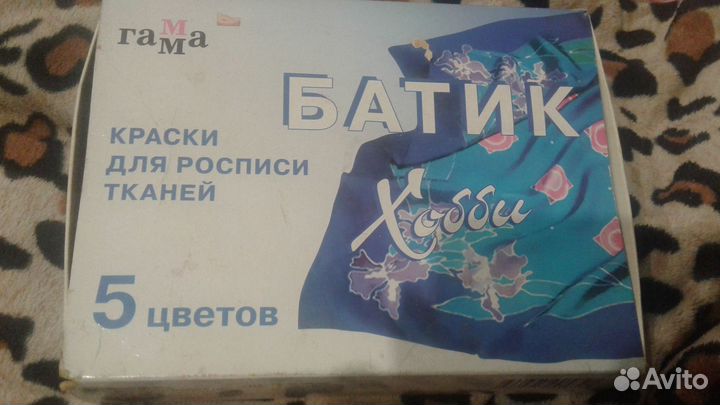 гамма
БАТИК
КРАСКИ
ДЛЯ РОСПИСИ
ТКАНЕЙ
Хобби
5 цветов
Avito